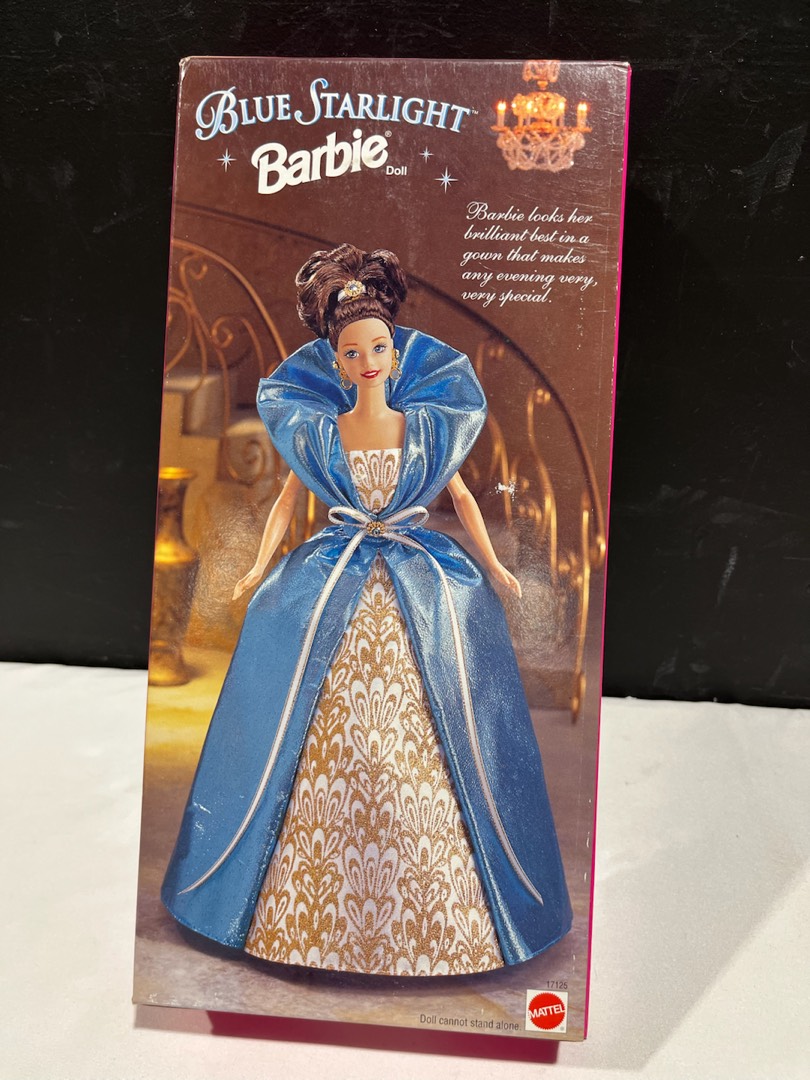 BLUE STARLIGHT™
Barbie® Doll
Barbie looks her
brilliant best in a
gown that makes
any evening very,
very special.
17125
Doll cannot stand alone.
MATTEL
®